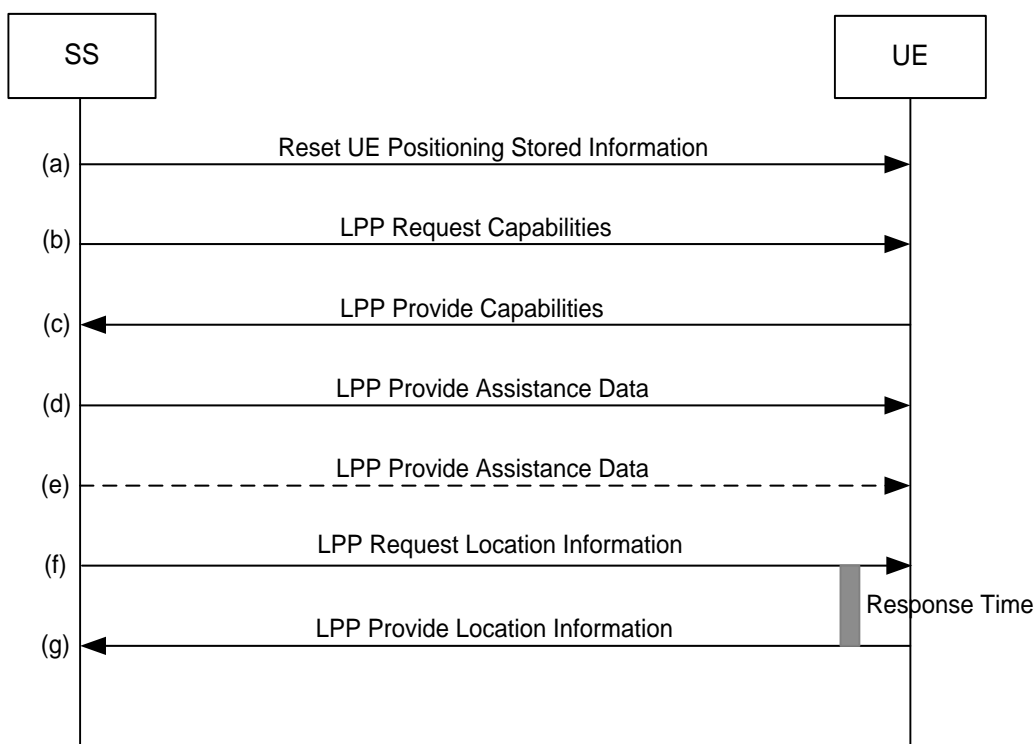 SS
UE
(a)
Reset UE Positioning Stored Information
(b)
LPP Request Capabilities
(c)
LPP Provide Capabilities
(d)
LPP Provide Assistance Data
(e)
LPP Provide Assistance Data
(f)
LPP Request Location Information
Response Time
(g)
LPP Provide Location Information